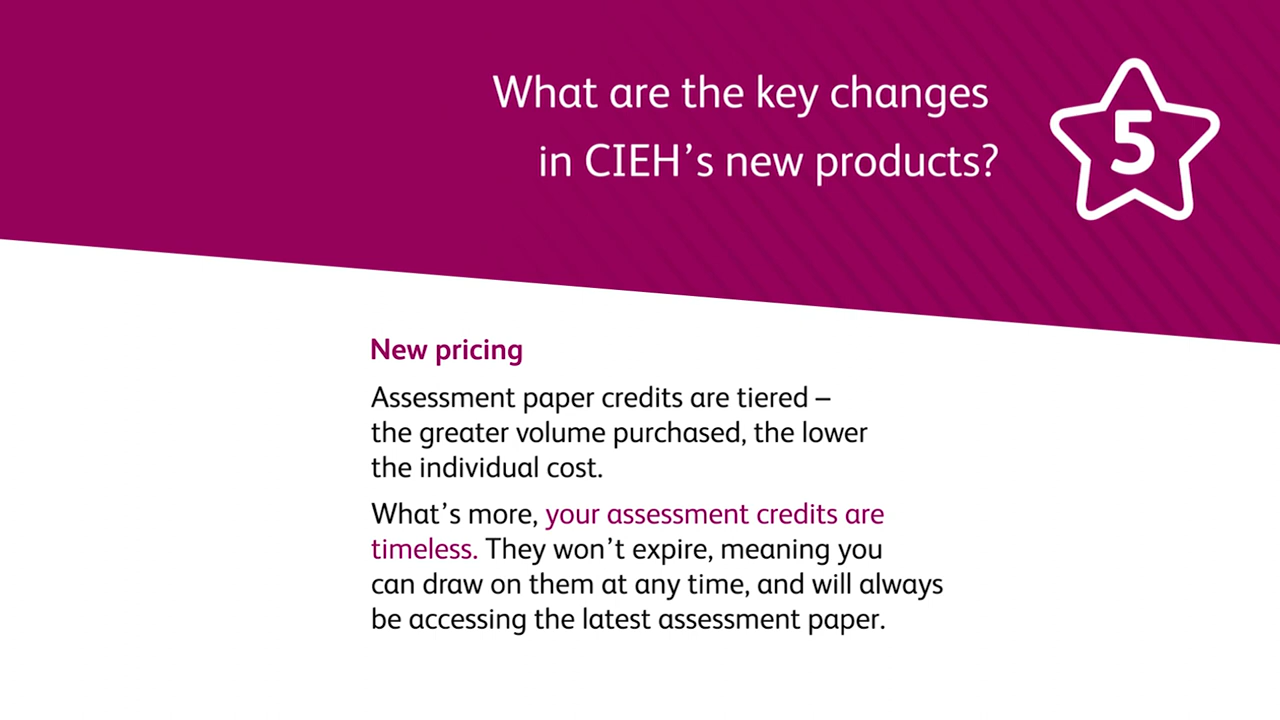 What are the key changes
in CIEH’s new products?
5
New pricing
Assessment paper credits are tiered –
the greater volume purchased, the lower
the individual cost.
What’s more, your assessment credits are
timeless. They won’t expire, meaning you
can draw on them at any time, and will always
be accessing the latest assessment paper.